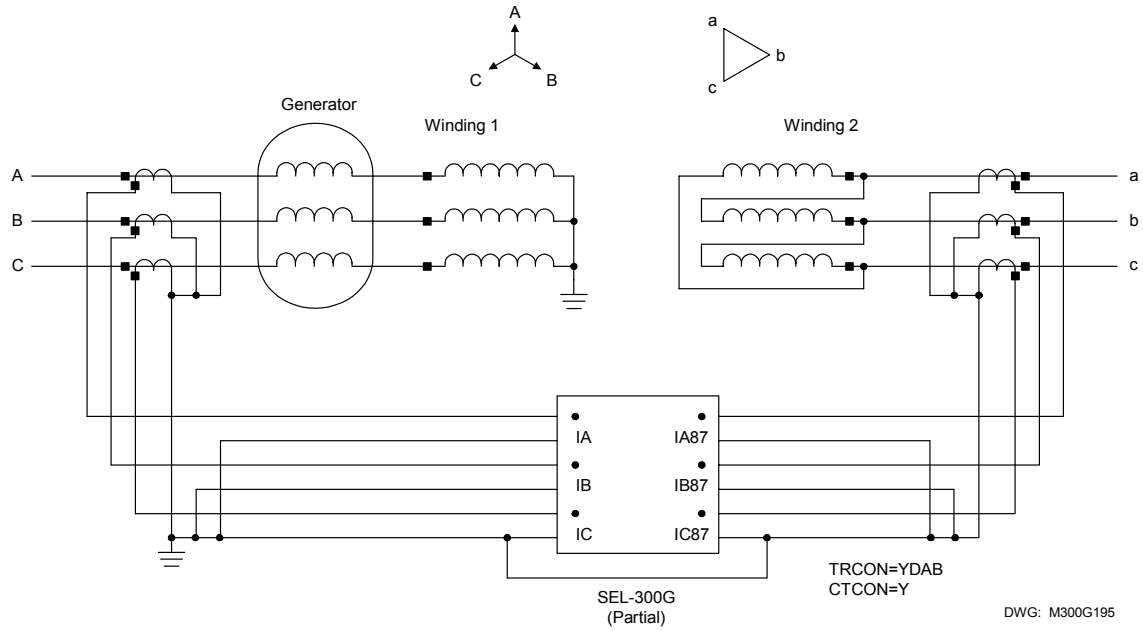 A
C
B
a
b
c
Generator
Winding 1
Winding 2
A
a
B
b
C
c
IA
IA87
IB
IB87
IC
IC87
TRCON=YDAB
CTCON=Y
SEL-300G
(Partial)
DWG: M300G195